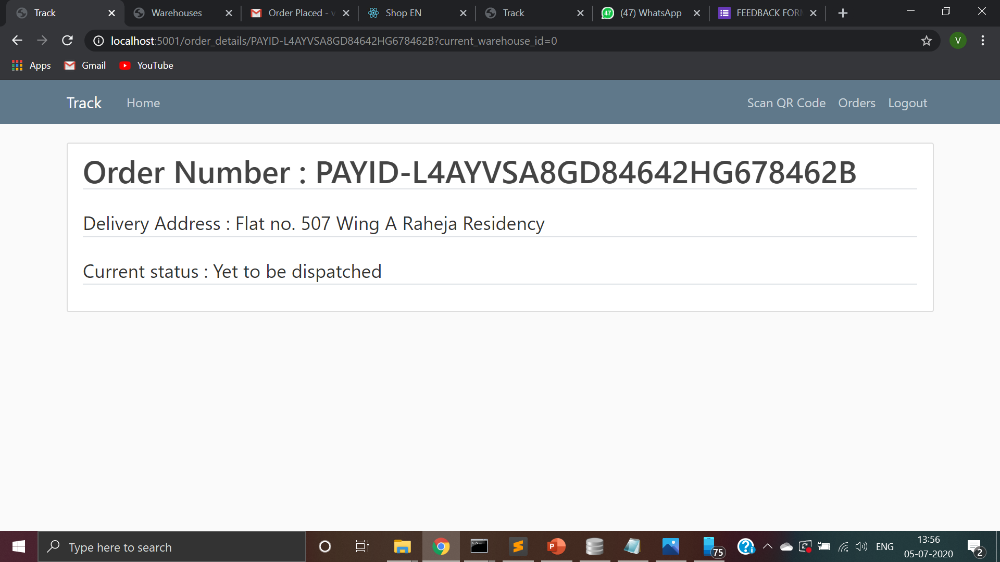 Track
Warehouses
Order Placed - v
Shop EN
Track
47
(47) WhatsApp
FEEDBACK FOR
localhost:5001/order_details/PAYID-L4AYVSA8GD84642HG678462B?current_warehouse_id=0
V
Apps
Gmail
YouTube
Track
Home
Scan QR Code
Orders
Logout
Order Number : PAYID-L4AYVSA8GD84642HG678462B
Delivery Address : Flat no. 507 Wing A Raheja Residency
Current status : Yet to be dispatched
Type here to search
75
ENG
13:56
05-07-2020
2